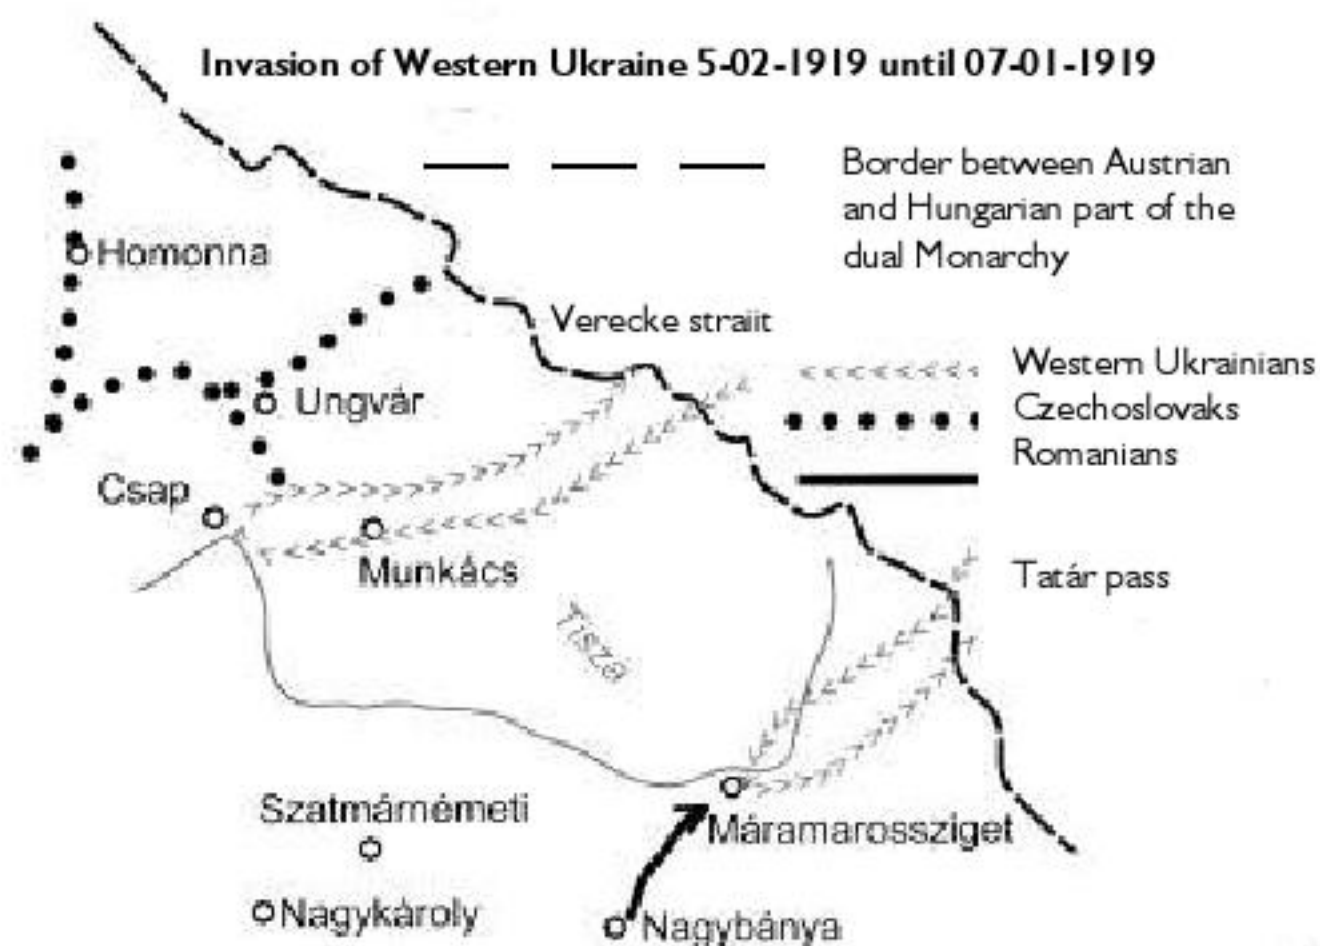 Invasion of Western Ukraine 5-02-1919 until 07-01-1919
Border between Austrian
and Hungarian part of the
dual Monarchy
Homonna
Verecke straiit
Western Ukrainians
Ungvár
Czechoslovaks
Romanians
Csap
Munkács
Tatár pass
Tisza
Szatmárnémeti
Máramarossziget
Nagykároly
Nagybánya